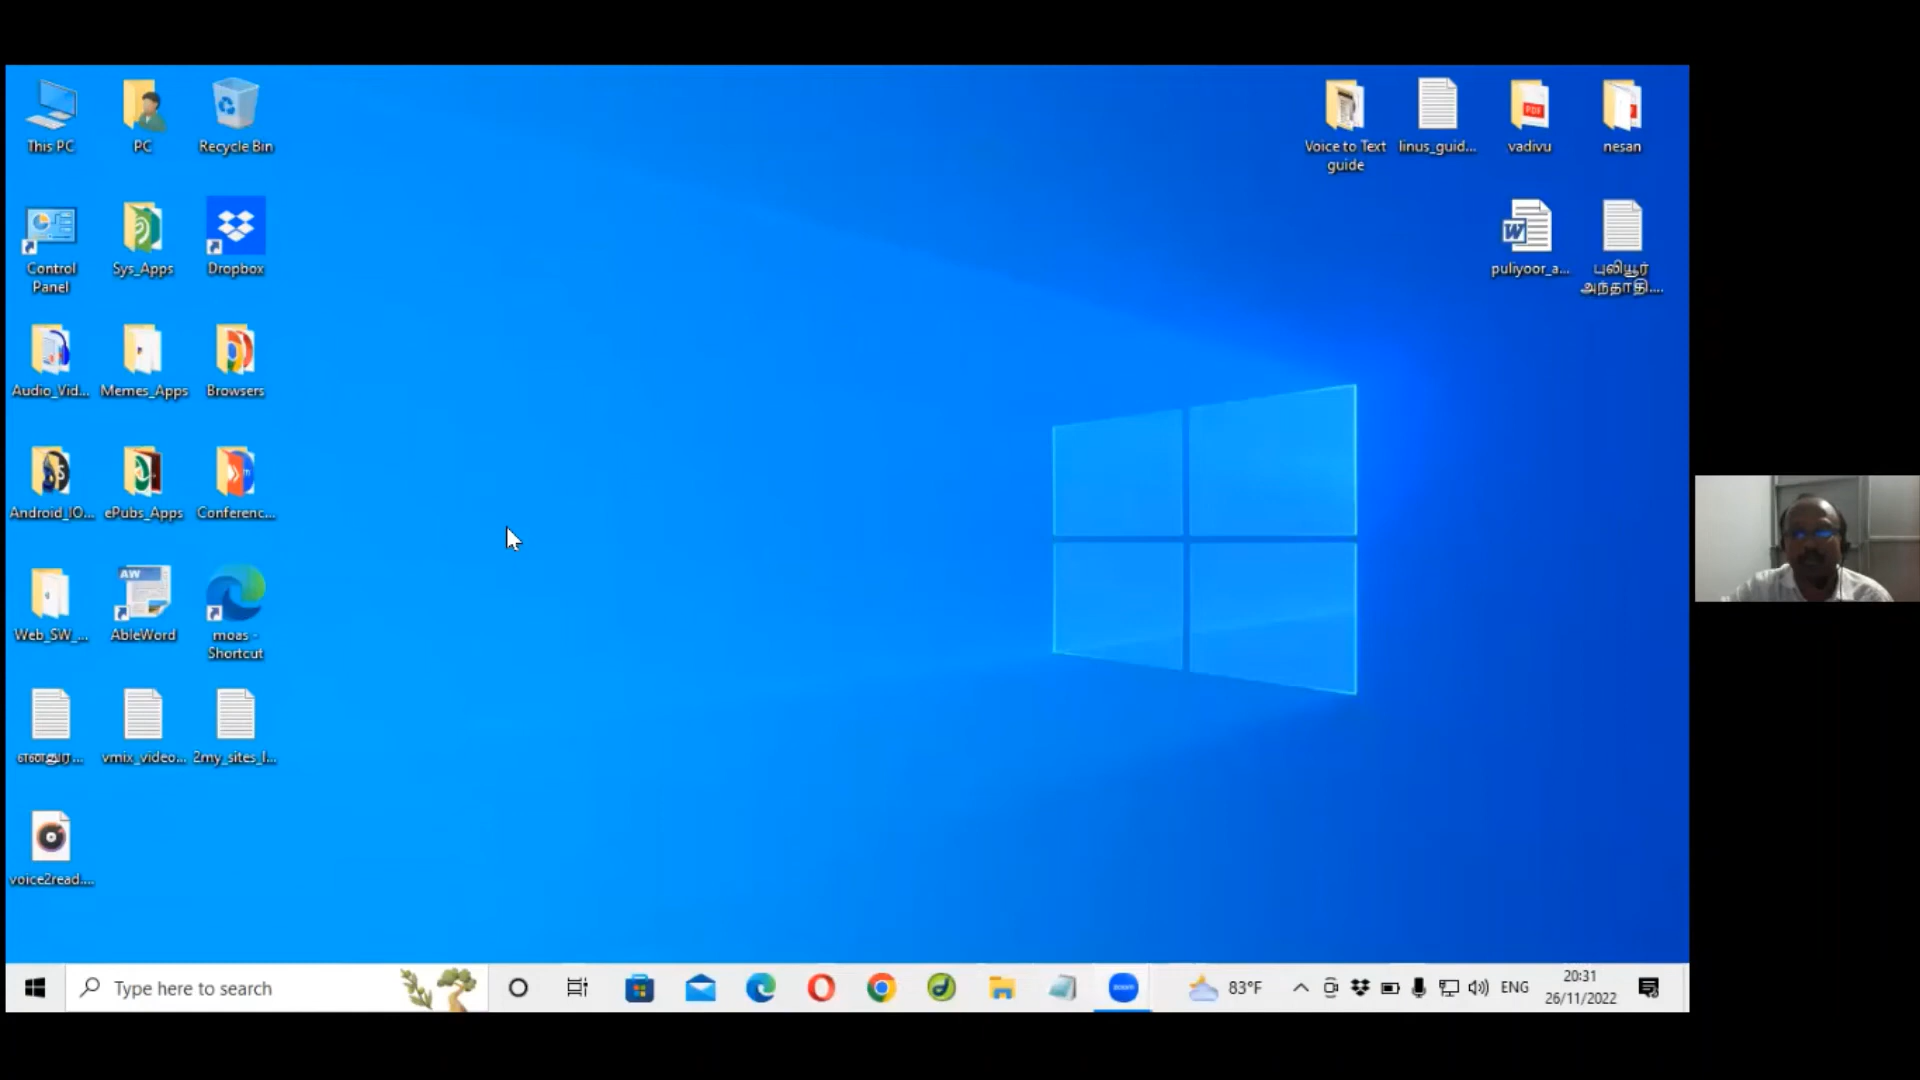 This PC
PC
Recycle Bin
Voice to Text
guide
linus_guid...
vadivu
nesan
Control
Panel
Sys_Apps
Dropbox
puliyoor_a...
புலியூர்
அந்தாதி....
Audio_Vid...
Memes_Apps
Browsers
Android_IO...
ePubs_Apps
Conferenc...
Web_SW_...
AbleWord
moas -
Shortcut
vmix_video...
2my_sites_l...
voice2read....
Type here to search
zoom
83°F
ENG
20:31
26/11/2022